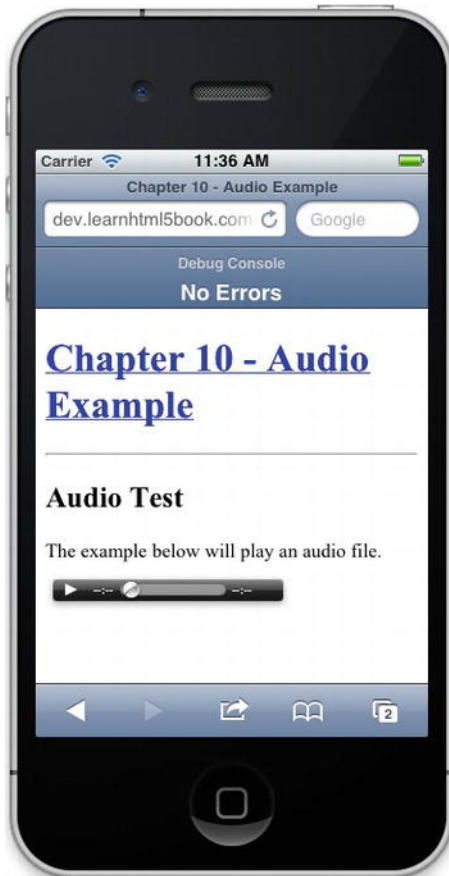 Carrier 11:36 AM
Chapter 10 - Audio Example
dev.learnhtml5book.com Google
Debug Console
No Errors
Chapter 10 - Audio
Example
Audio Test
The example below will play an audio file.
--:-- --:--
2